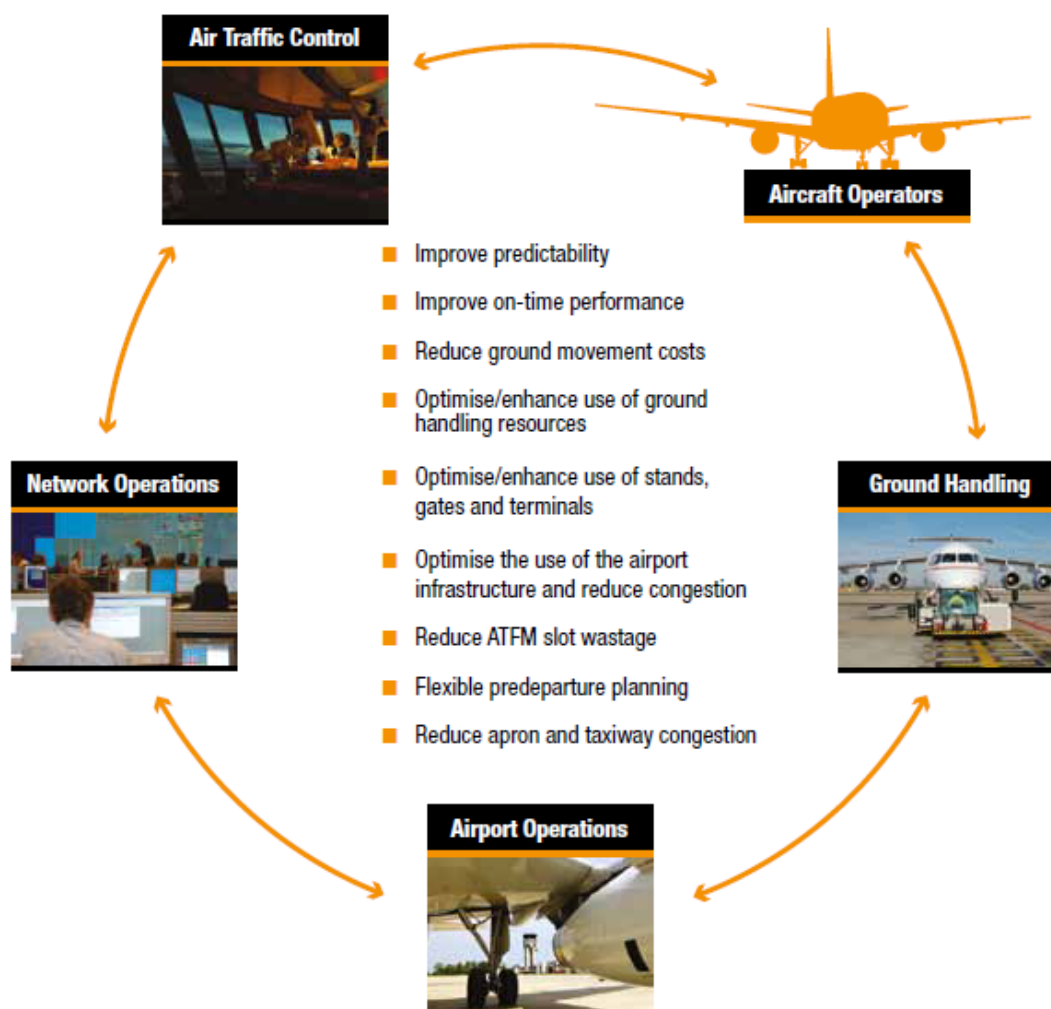 Air Traffic Control
Aircraft Operators
Improve predictability
Improve on-time performance
Reduce ground movement costs
Optimise/enhance use of ground
handling resources
Optimise/enhance use of stands,
gates and terminals
Optimise the use of the airport
infrastructure and reduce congestion
Reduce ATFM slot wastage
Flexible predeparture planning
Reduce apron and taxiway congestion
Network Operations
Ground Handling
Airport Operations